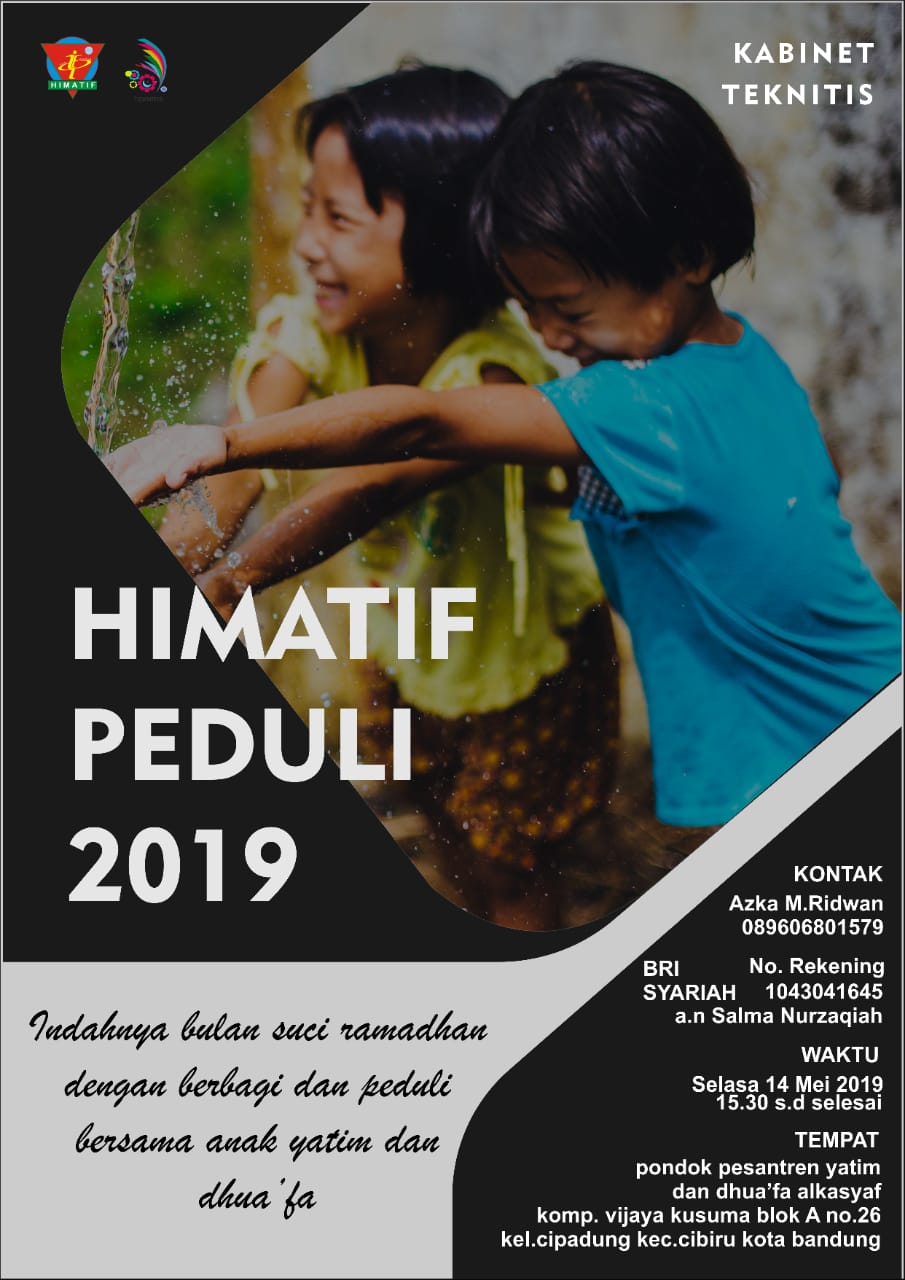 HIMATIF
KABINET
TEKNITIS
HIMATIF
PEDULI
2019
Indahnya bulan suci ramadhan
dengan berbagi dan peduli
bersama anak yatim dan
dhua'fa
KONTAK
Azka M.Ridwan
089606801579
BRI No. Rekening
SYARIAH 1043041645
a.n Salma Nurzaqiah
WAKTU
Selasa 14 Mei 2019
15.30 s.d selesai
TEMPAT
pondok pesantren yatim
dan dhua'fa alkasyaf
komp. vijaya kusuma blok A no.26
kel.cipadung kec.cibiru kota bandung